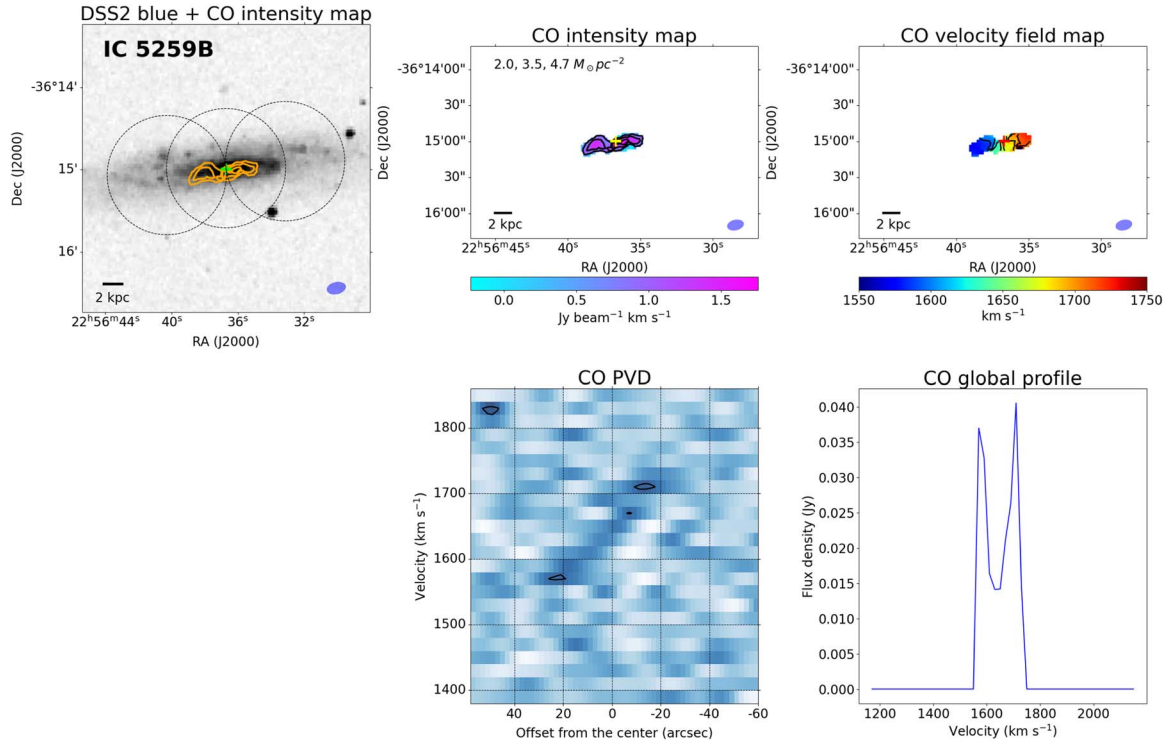 DSS2 blue + CO intensity map
IC 5259B
-36°14'
15'
16'
Dec (J2000)
2 kpc
22ʰ56ᵐ44ˢ
40ˢ
36ˢ
32ˢ
RA (J2000)
CO intensity map
2.0, 3.5, 4.7 M⊙pc⁻²
-36°14'00"
30"
15'00"
30"
16'00"
Dec (J2000)
2 kpc
22ʰ56ᵐ45ˢ
40ˢ
35ˢ
30ˢ
RA (J2000)
0.0 0.5 1.0 1.5
Jy beam⁻¹ km s⁻¹
CO velocity field map
-36°14'00"
30"
15'00"
30"
16'00"
Dec (J2000)
2 kpc
22ʰ56ᵐ45ˢ
40ˢ
35ˢ
30ˢ
RA (J2000)
1550 1600 1650 1700 1750
km s⁻¹
CO PVD
1800
1700
1600
1500
1400
Velocity (km s⁻¹)
40 20 0 -20 -40 -60
Offset from the center (arcsec)
CO global profile
0.040
0.035
0.030
0.025
0.020
0.015
0.010
0.005
0.000
Flux density (Jy)
1200 1400 1600 1800 2000
Velocity (km s⁻¹)